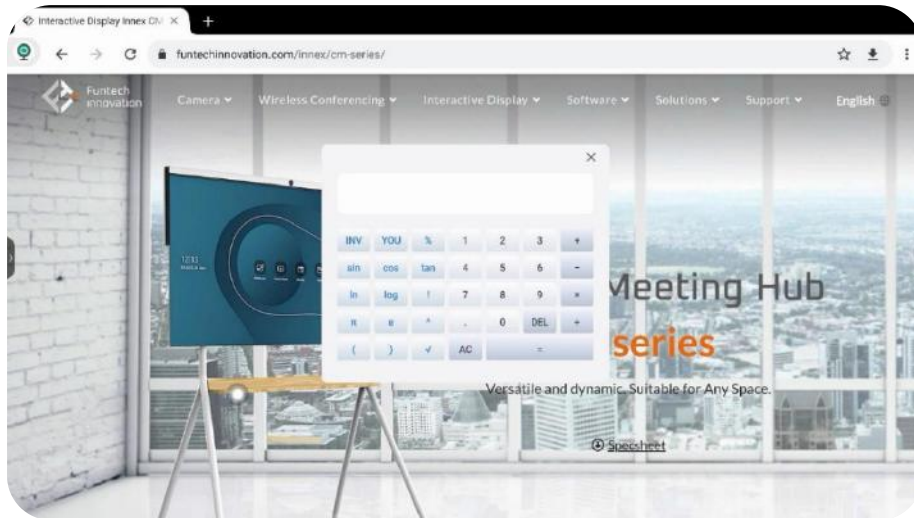 Interactive Display Innex CM
funtechinnovation.com/innex/cm-series/
Funtech
innovation
Camera
Wireless Conferencing
Interactive Display
Software
Solutions
Support
English
INV YOU % 1 2 3 +
sin cos tan 4 5 6 -
ln log ! 7 8 9 ×
π e ^ . 0 DEL ÷
( ) √ AC =
Meeting Hub
series
Versatile and dynamic. Suitable for Any Space.
Specsheet